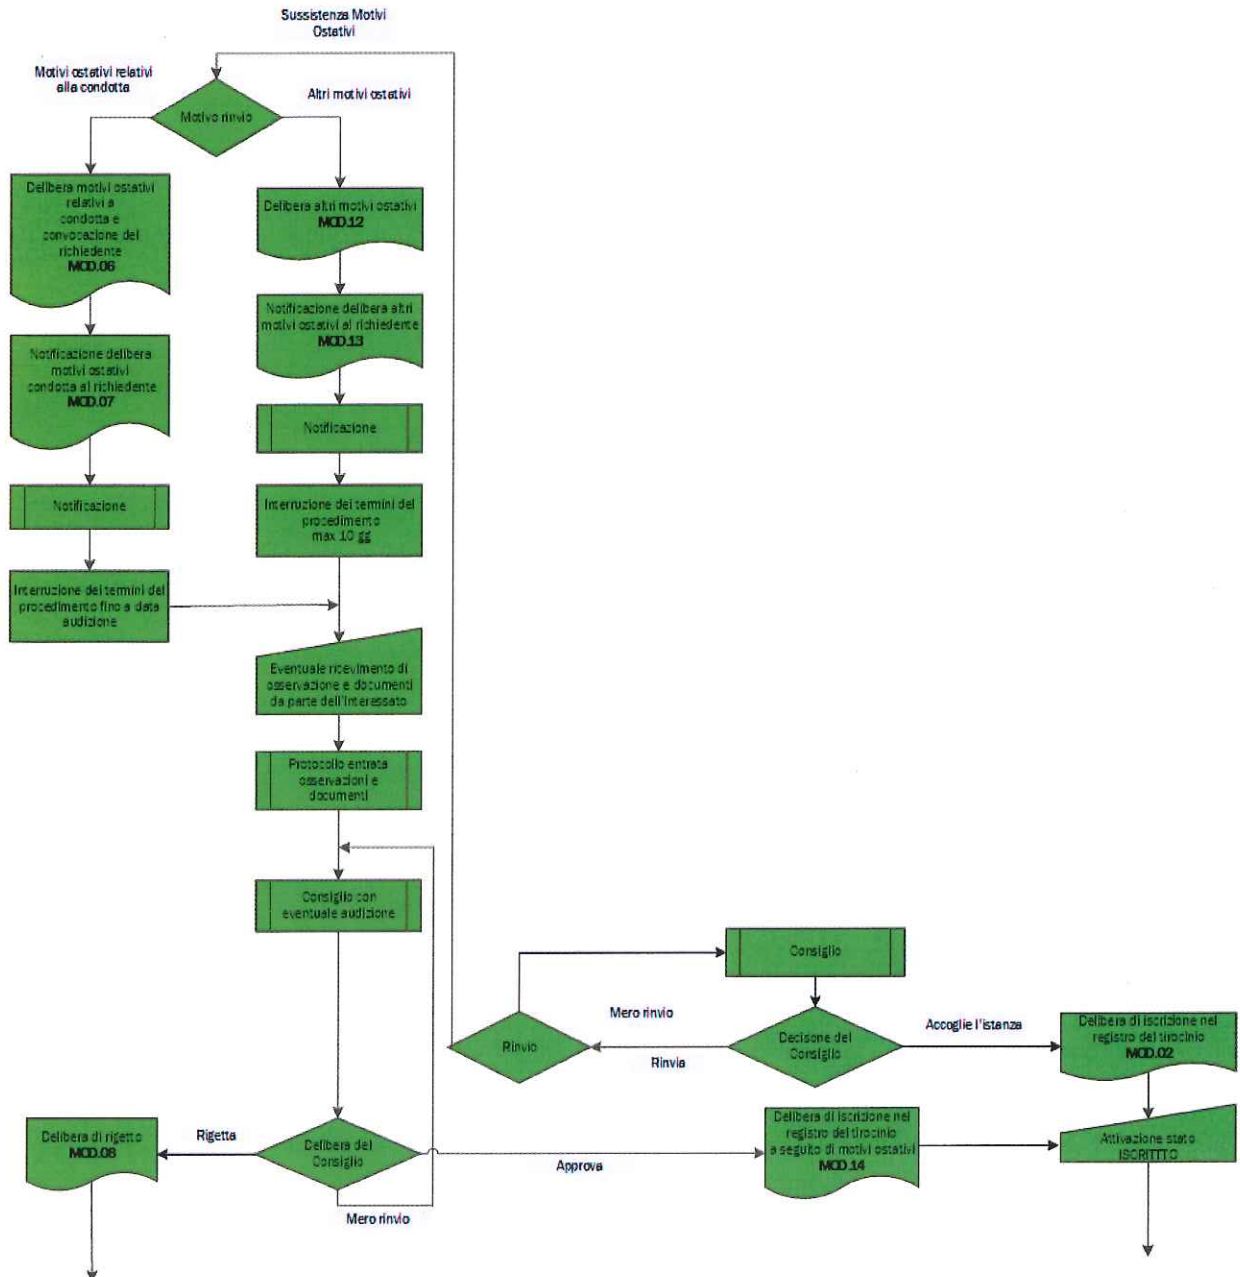 Sussistenza Motivi
Ostativi
Motivi ostativi relativi
alla condotta
Altri motivi ostativi
Motivo rinvio
Delibera motivi ostativi
relativi a
condotta e
convocazione del
richiedente
MOD.06
Delibera altri motivi ostativi
MOD.12
Notificazione delibera altri
motivi ostativi al richiedente
MOD.13
Notificazione delibera
motivi ostativi
condotta al richiedente
MOD.07
Notificazione
Notificazione
Interruzione dei termini del
procedimento
max 10 gg
Interruzione dei termini del
procedimento fino a data
audizione
Eventuale ricevimento di
osservazione e documenti
da parte dell'interessato
Protocollo entrata
osservazioni e
documenti
Consiglio con
eventuale audizione
Consiglio
Mero rinvio
Accoglie l'istanza
Rinvio
Rinvia
Decisone del
Consiglio
Delibera di iscrizione nel
registro del tirocinio
MOD.02
Delibera di rigetto
MOD.08
Rigetta
Delibera del
Consiglio
Approva
Delibera di iscrizione nel
registro del tirocinio
a seguito di motivi ostativi
MOD.14
Attivazione stato
ISCRITTTO
Mero rinvio